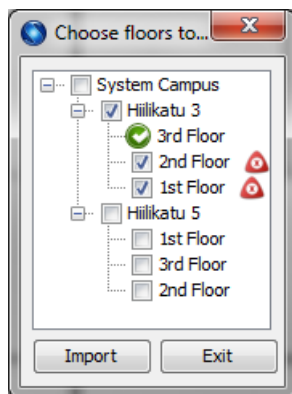 Choose floors to...
System Campus
Hiilikatu 3
3rd Floor
2nd Floor
1st Floor
Hiilikatu 5
1st Floor
3rd Floor
2nd Floor
Import Exit